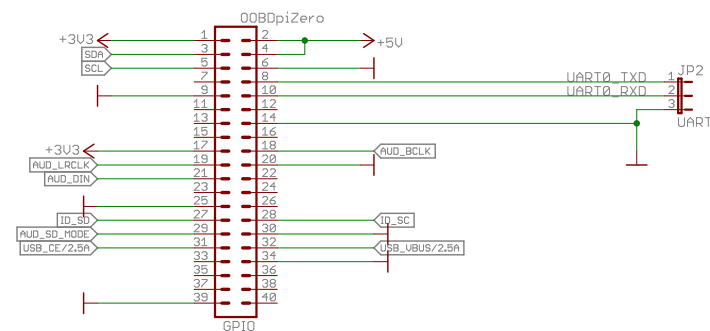 OOBDpiZero
+3V3 1 2 +5V
SDA 3 4
SCL 5 6
7 8 UART0_TXD 1 JP2
9 10 UART0_RXD 2
11 12 3
13 14 UART
15 16
+3V3 17 18 AUD_BCLK
AUD_LRCLK 19 20
AUD_DIN 21 22
23 24
25 26
ID_SD 27 28 ID_SC
AUD_SD_MODE 29 30
USB_CE/2.5A 31 32 USB_VBUS/2.5A
33 34
35 36
37 38
39 40
GPIO